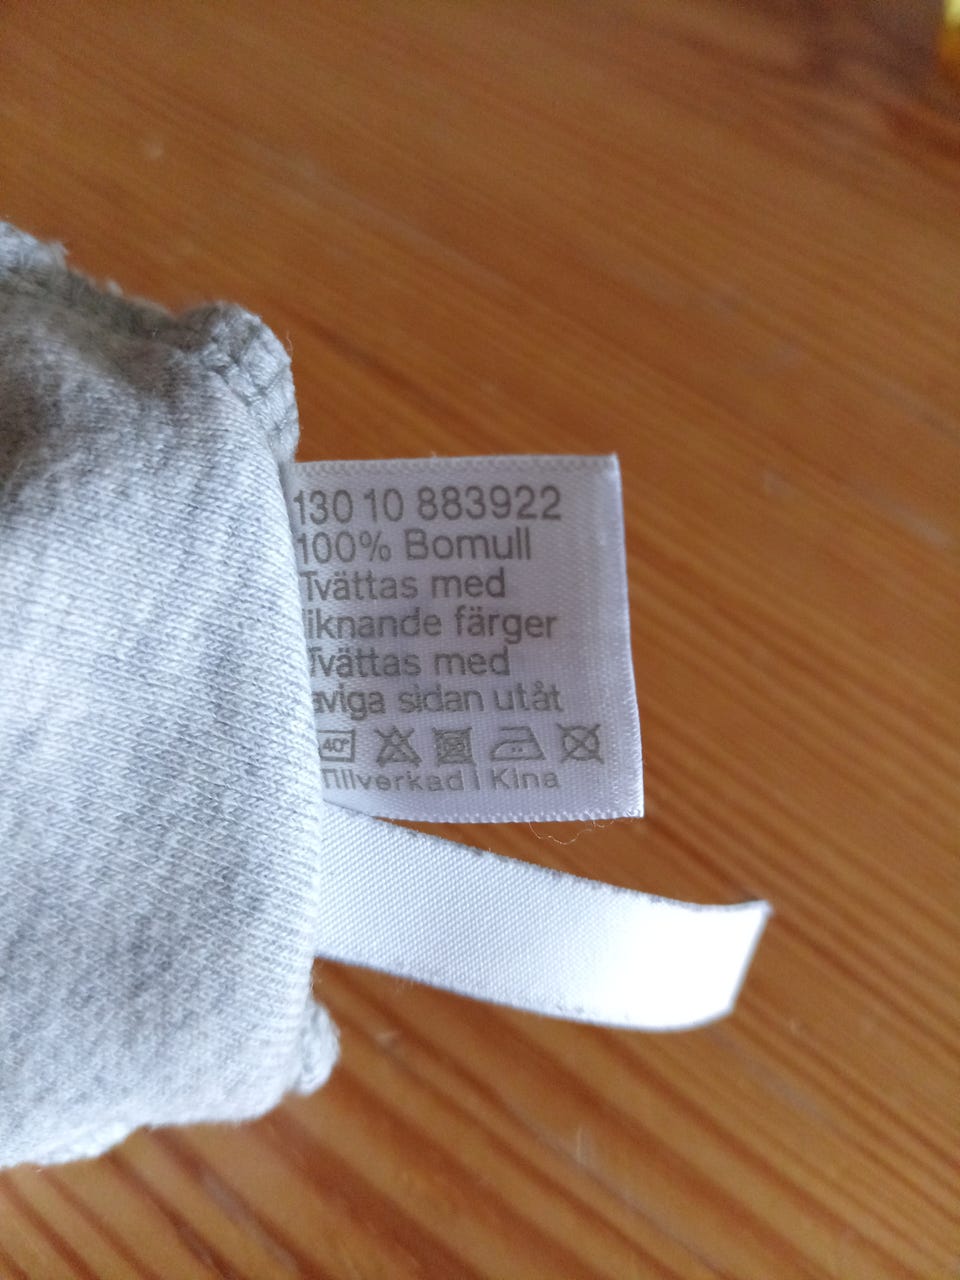 130 10 883922
100% Bomull
Tvättas med
liknande färger
Tvättas med
aviga sidan utåt
40°
Tillverkad i Kina